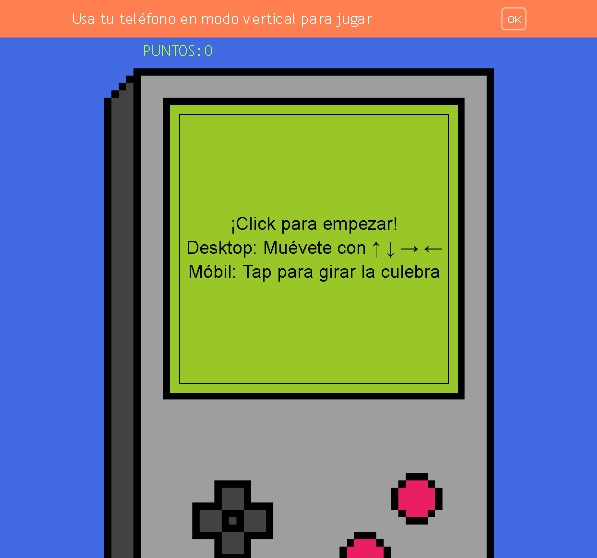 Usa tu teléfono en modo vertical para jugar
OK
PUNTOS:0
¡Click para empezar!
Desktop: Muévete con ↑ ↓ → ←
Móbil: Tap para girar la culebra